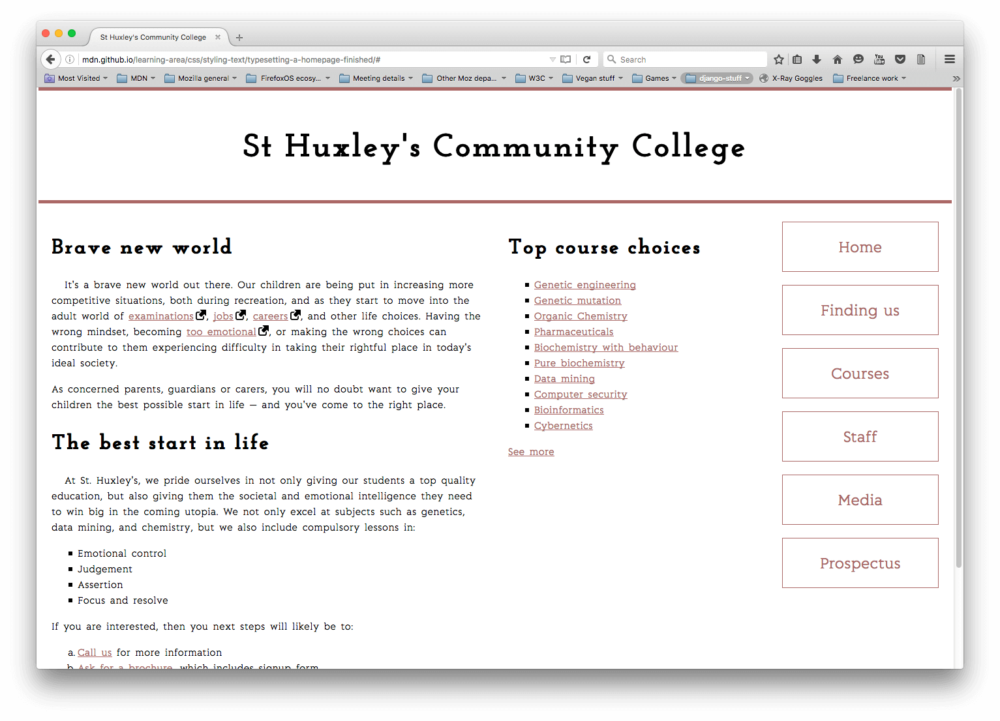 St Huxley's Community College
mdn.github.io/learning-area/css/styling-text/typesetting-a-homepage-finished/#
Search
You
Tube
Most Visited
MDN
Mozilla general
FirefoxOS ecosy...
Meeting details
Other Moz depa...
W3C
Vegan stuff
Games
django-stuff
X-Ray Goggles
Freelance work
St Huxley's Community College
Brave new world
It's a brave new world out there. Our children are being put in increasing more
competitive situations, both during recreation, and as they start to move into the
adult world of examinations, jobs, careers, and other life choices. Having the
wrong mindset, becoming too emotional, or making the wrong choices can
contribute to them experiencing difficulty in taking their rightful place in today's
ideal society.
As concerned parents, guardians or carers, you will no doubt want to give your
children the best possible start in life — and you've come to the right place.
The best start in life
At St. Huxley's, we pride ourselves in not only giving our students a top quality
education, but also giving them the societal and emotional intelligence they need
to win big in the coming utopia. We not only excel at subjects such as genetics,
data mining, and chemistry, but we also include compulsory lessons in:
Emotional control
Judgement
Assertion
Focus and resolve
If you are interested, then you next steps will likely be to:
a. Call us for more information
b. Ask for a brochure, which includes signup form
Top course choices
Genetic engineering
Genetic mutation
Organic Chemistry
Pharmaceuticals
Biochemistry with behaviour
Pure biochemistry
Data mining
Computer security
Bioinformatics
Cybernetics
See more
Home
Finding us
Courses
Staff
Media
Prospectus